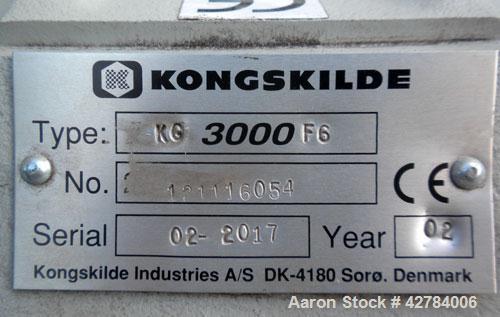 KONGSKILDE
Type: KG 3000 F6
No. 121116054
CE
Serial 02-2017 Year 02
Kongskilde Industries A/S DK-4180 Sorø. Denmark
Aaron Stock # 42784006